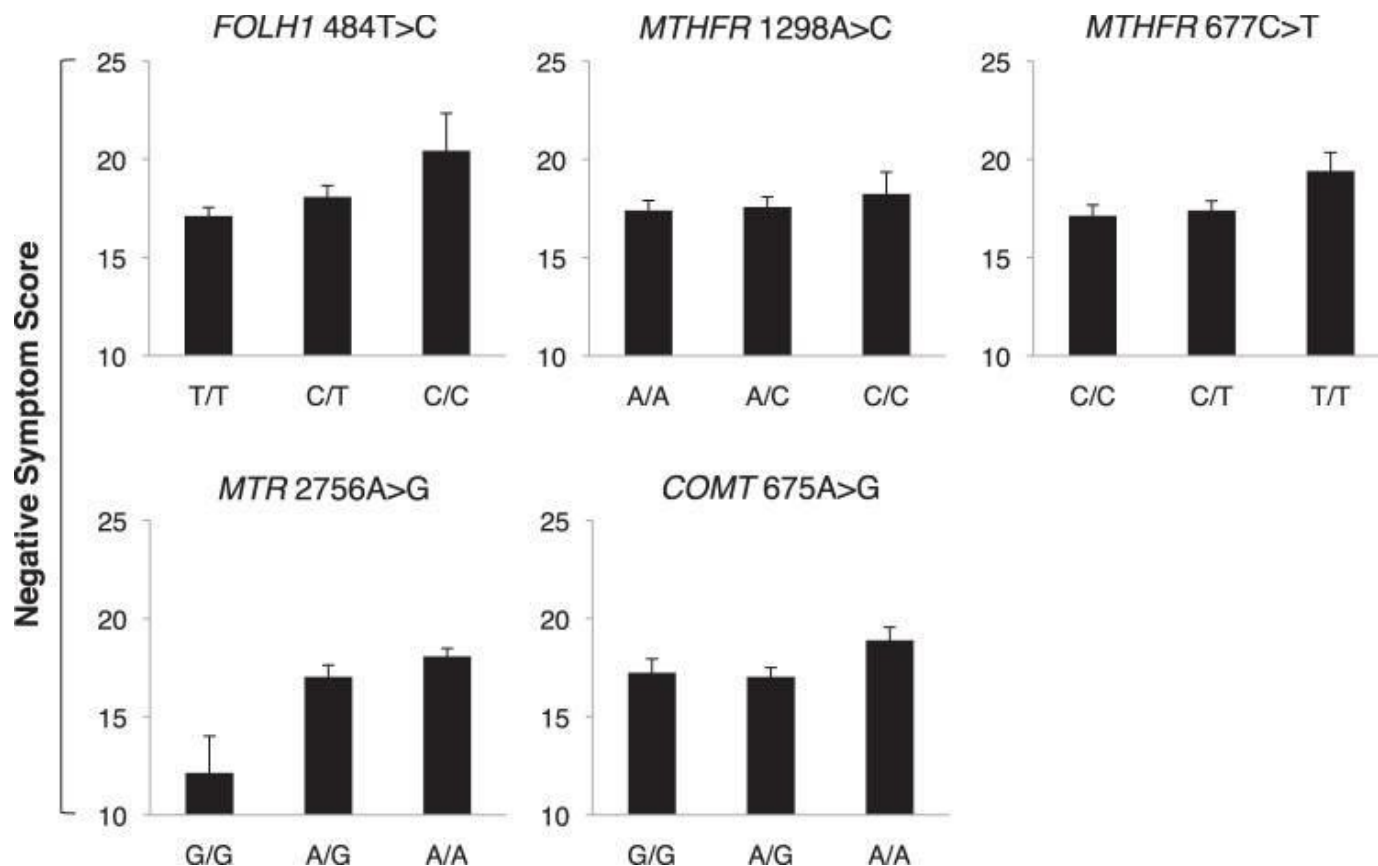 FOLH1 484T>C
MTHFR 1298A>C
MTHFR 677C>T
Negative Symptom Score
25
20
15
10
T/T C/T C/C
25
20
15
10
A/A A/C C/C
25
20
15
10
C/C C/T T/T
MTR 2756A>G
COMT 675A>G
25
20
15
10
G/G A/G A/A
25
20
15
10
G/G A/G A/A